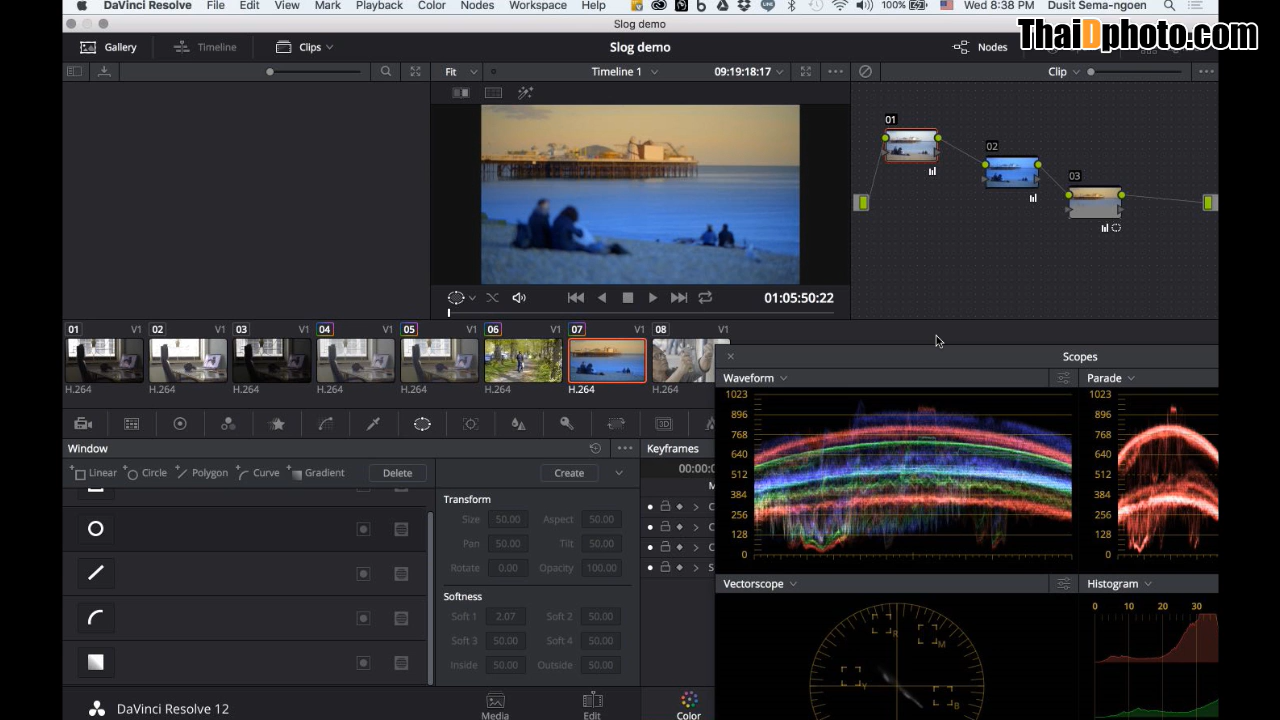 DaVinci Resolve File Edit View Mark Playback Color Nodes Workspace Help 100% Wed 8:38 PM Dusit Sema-ngoen
ThaiDphoto.com
Slog demo
Gallery Timeline Clips Slog demo Nodes
Fit Timeline 1 09:19:18:17 Clip
01
02
03
01:05:50:22
01 V1 02 V1 03 V1 04 V1 05 V1 06 V1 07 V1 08 V1
H.264 H.264 H.264 H.264 H.264 H.264 H.264 H.264
Scopes
Waveform Parade
1023 1023
896 896
768 768
640 640
512 512
384 384
256 256
128 128
0 0
3D
Window Keyframes
Linear Circle Polygon Curve Gradient Delete Create 00:00:0
M
Transform
Size 50.00 Aspect 50.00
Pan 50.00 Tilt 50.00
Rotate 0.00 Opacity 100.00
C
C
C
S
Softness
Soft 1 2.07 Soft 2 50.00
Soft 3 50.00 Soft 4 50.00
Inside 50.00 Outside 50.00
Vectorscope Histogram
0 10 20 30
R
M
Y
B
DaVinci Resolve 12 Media Edit Color